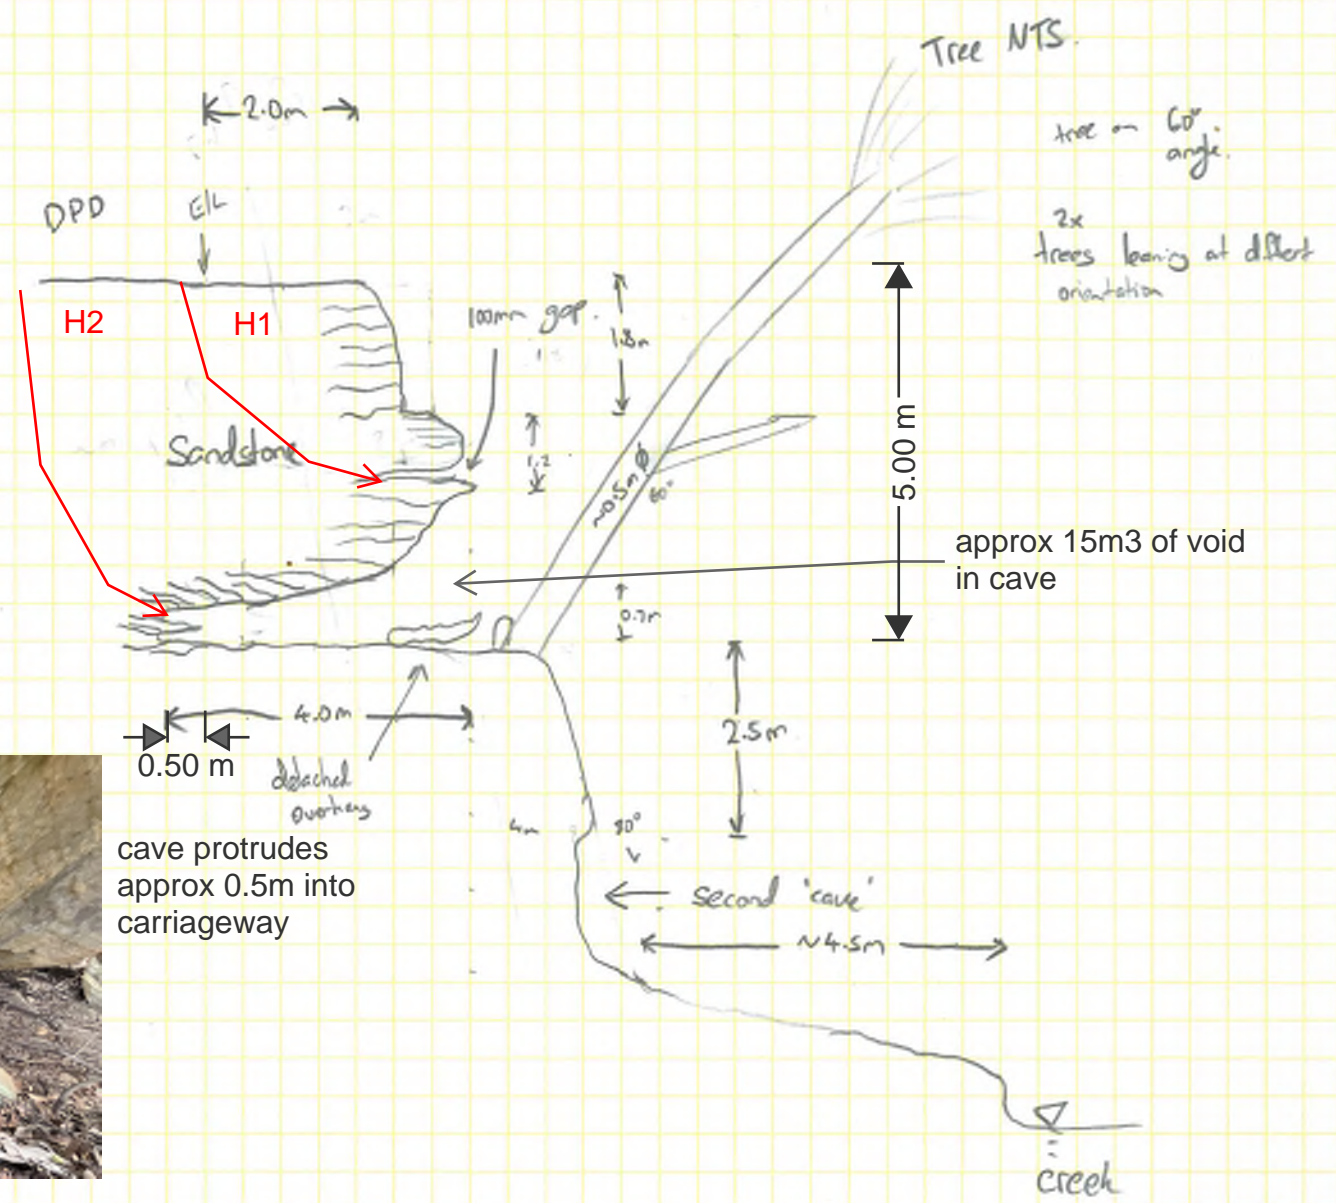 Tree NTS.
2.0m
tree on 60°
angle.
DPD
E/L
2x
trees leaning at diffent
orientation
H2
H1
100mm gap.
1.8m
Sandstone
1.2
~0.5m ϕ
60°
5.00 m
approx 15m3 of void
in cave
0.7m
4.0m
2.5m
0.50 m
detached
overhang
4m
80°
cave protrudes
approx 0.5m into
carriageway
second 'cave'
~4.5m
creek